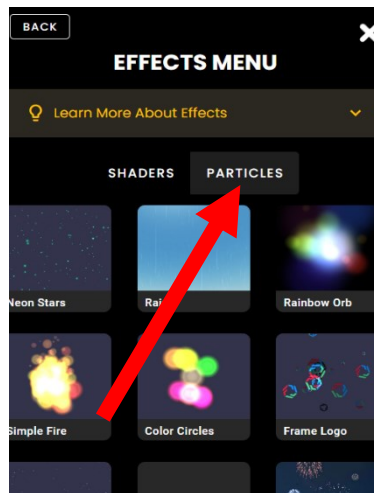 BACK
EFFECTS MENU
Learn More About Effects
SHADERS PARTICLES
Neon Stars
Rainbow Orb
Simple Fire
Color Circles
Frame Logo